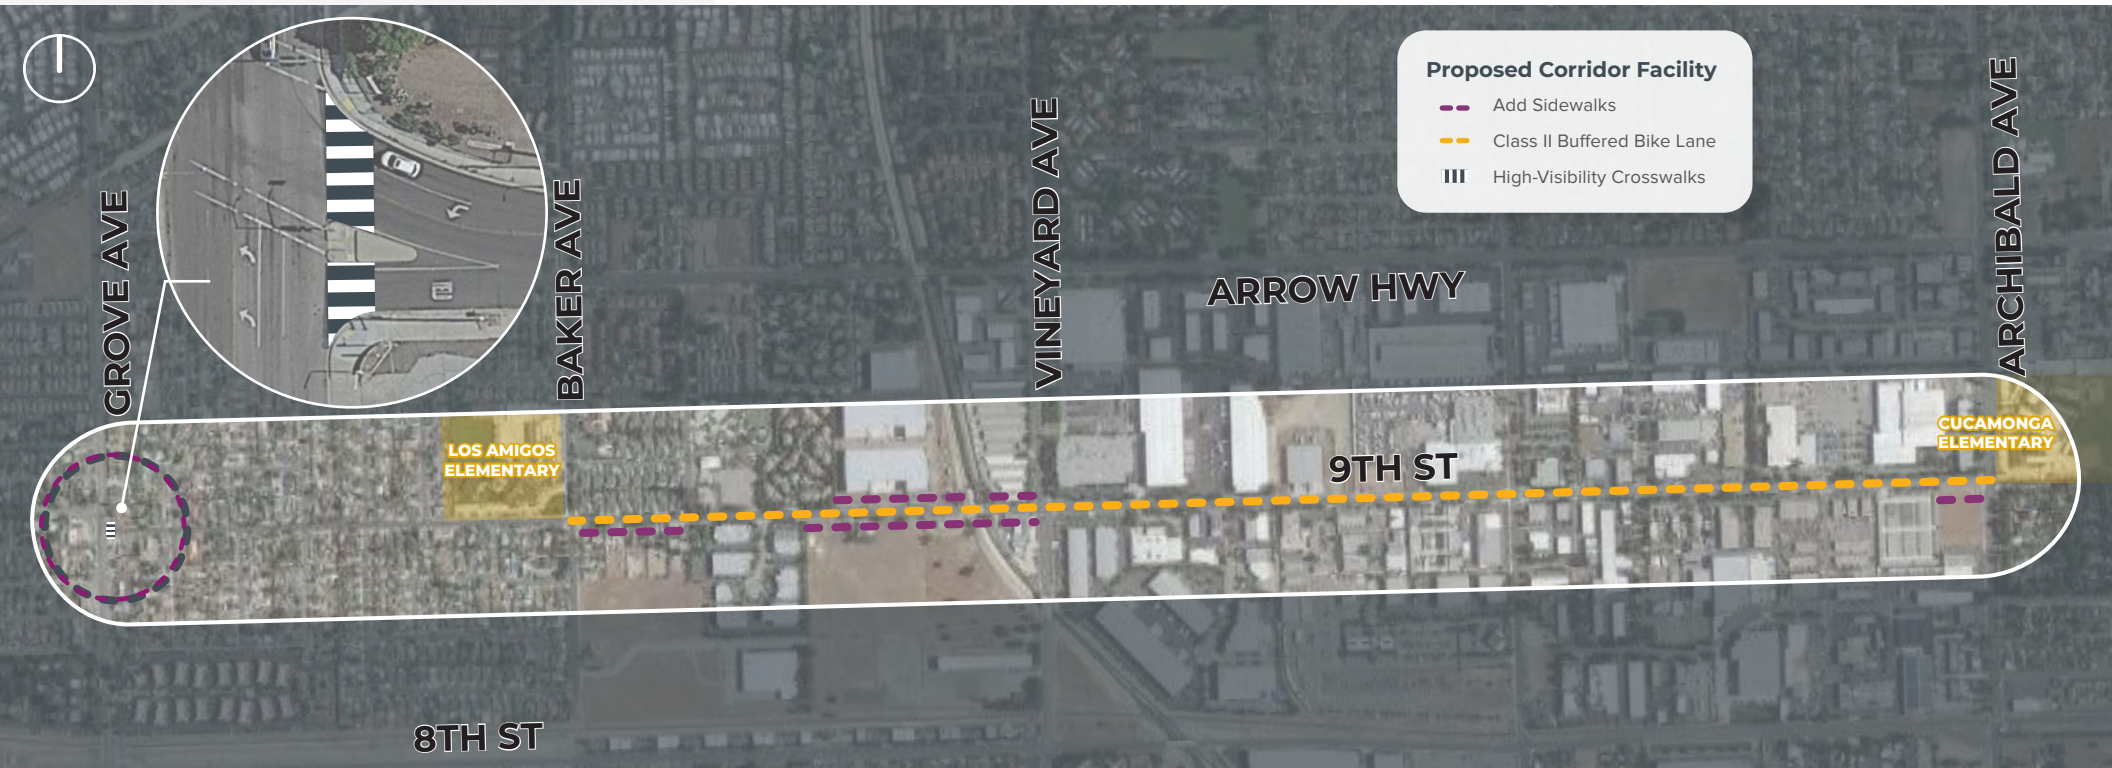 Proposed Corridor Facility
Add Sidewalks
Class II Buffered Bike Lane
High-Visibility Crosswalks
GROVE AVE
BAKER AVE
VINEYARD AVE
ARCHIBALD AVE
ARROW HWY
LOS AMIGOS
ELEMENTARY
9TH ST
CUCAMONGA
ELEMENTARY
8TH ST